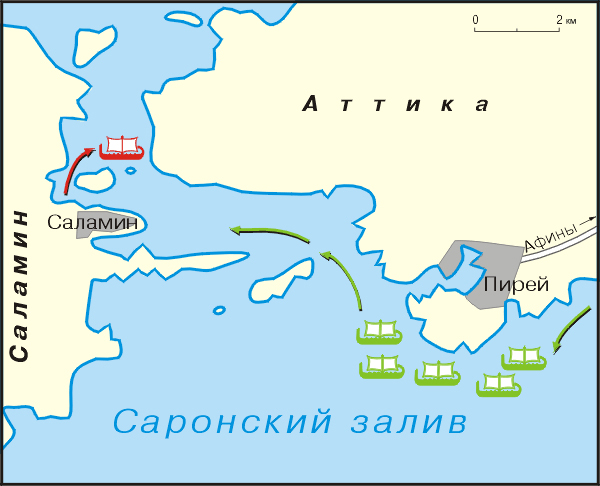 0 2 км
Аттика
Саламин
Саламин
Афины
Пирей
Саронский залив